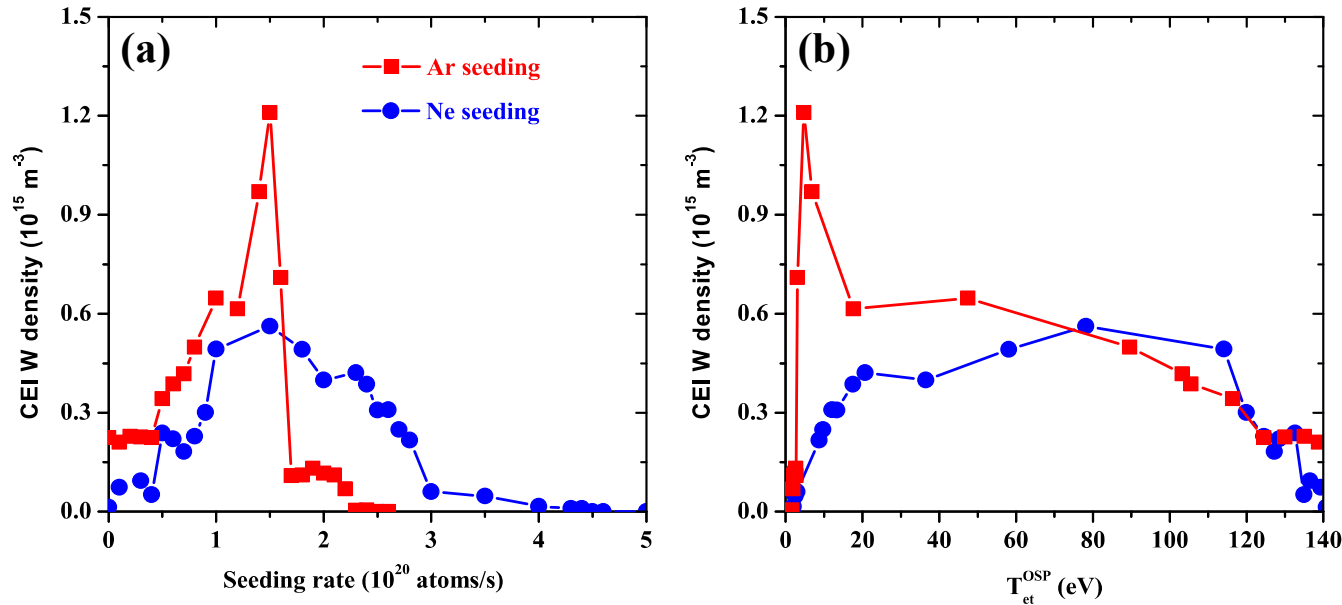 (a)
Ar seeding
Ne seeding
CEI W density (10^15 m^-3)
1.5
1.2
0.9
0.6
0.3
0.0
0 1 2 3 4 5
Seeding rate (10^20 atoms/s)
(b)
CEI W density (10^15 m^-3)
1.5
1.2
0.9
0.6
0.3
0.0
0 20 40 60 80 100 120 140
T_et^OSP (eV)